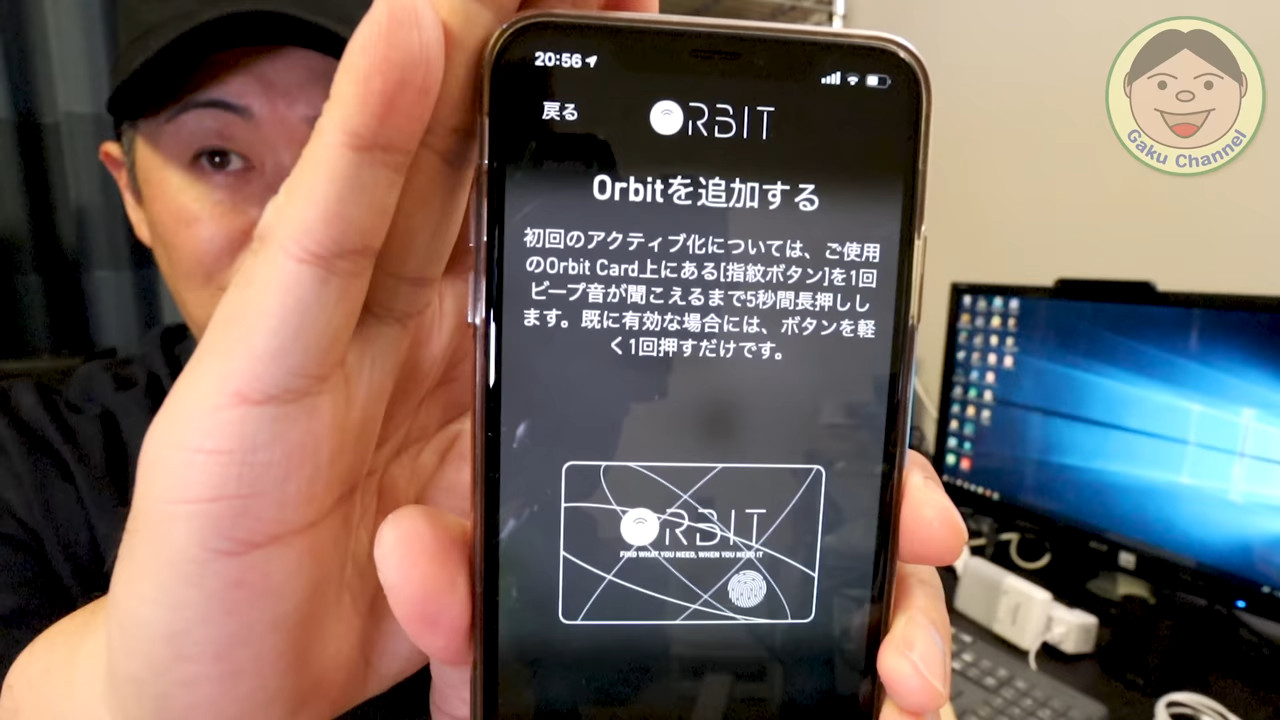 20:56
戻る
ORBIT
Orbitを追加する
初回のアクティブ化については、ご使用
のOrbit Card上にある[指紋ボタン]を1回
ビープ音が聞こえるまで5秒間長押しし
ます。既に有効な場合には、ボタンを軽
く1回押すだけです。
ORBIT
FIND WHAT YOU NEED, WHEN YOU NEED IT
Gaku Channel